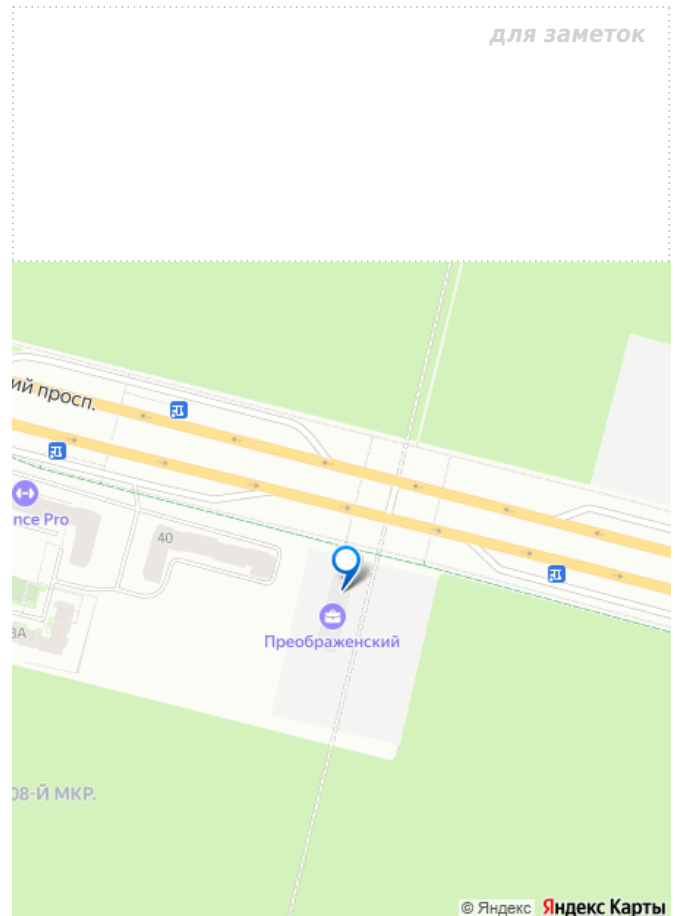 для заметок
ий просп.
nce Pro
40
3А
Преображенский
08-Й МКР.
© Яндекс Яндекс Карты